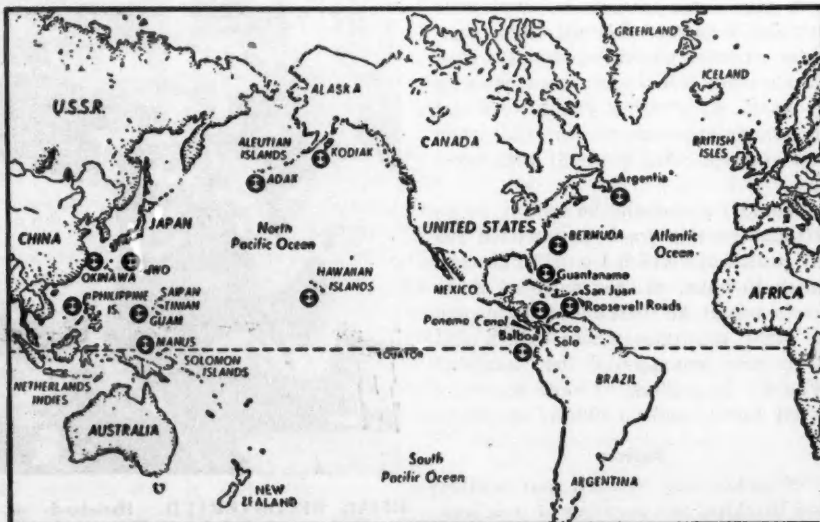 GREENLAND
ICELAND
U.S.S.R.
ALASKA
CANADA
BRITISH
ISLES
ALEUTIAN
ISLANDS
KODIAK
ADAK
Argentia
JAPAN
North
Pacific Ocean
UNITED STATES
BERMUDA
Atlantic
Ocean
CHINA
OKINAWA
IWO
HAWAIIAN
ISLANDS
MEXICO
Guantanamo
San Juan
Roosevelt Roads
AFRICA
PHILIPPINE
IS.
SAIPAN
TINIAN
GUAM
Panama Canal
Coco
Solo
Balboa
MANUS
EQUATOR
SOLOMON
ISLANDS
NETHERLANDS
INDIES
BRAZIL
AUSTRALIA
South
Pacific Ocean
NEW
ZEALAND
ARGENTINA